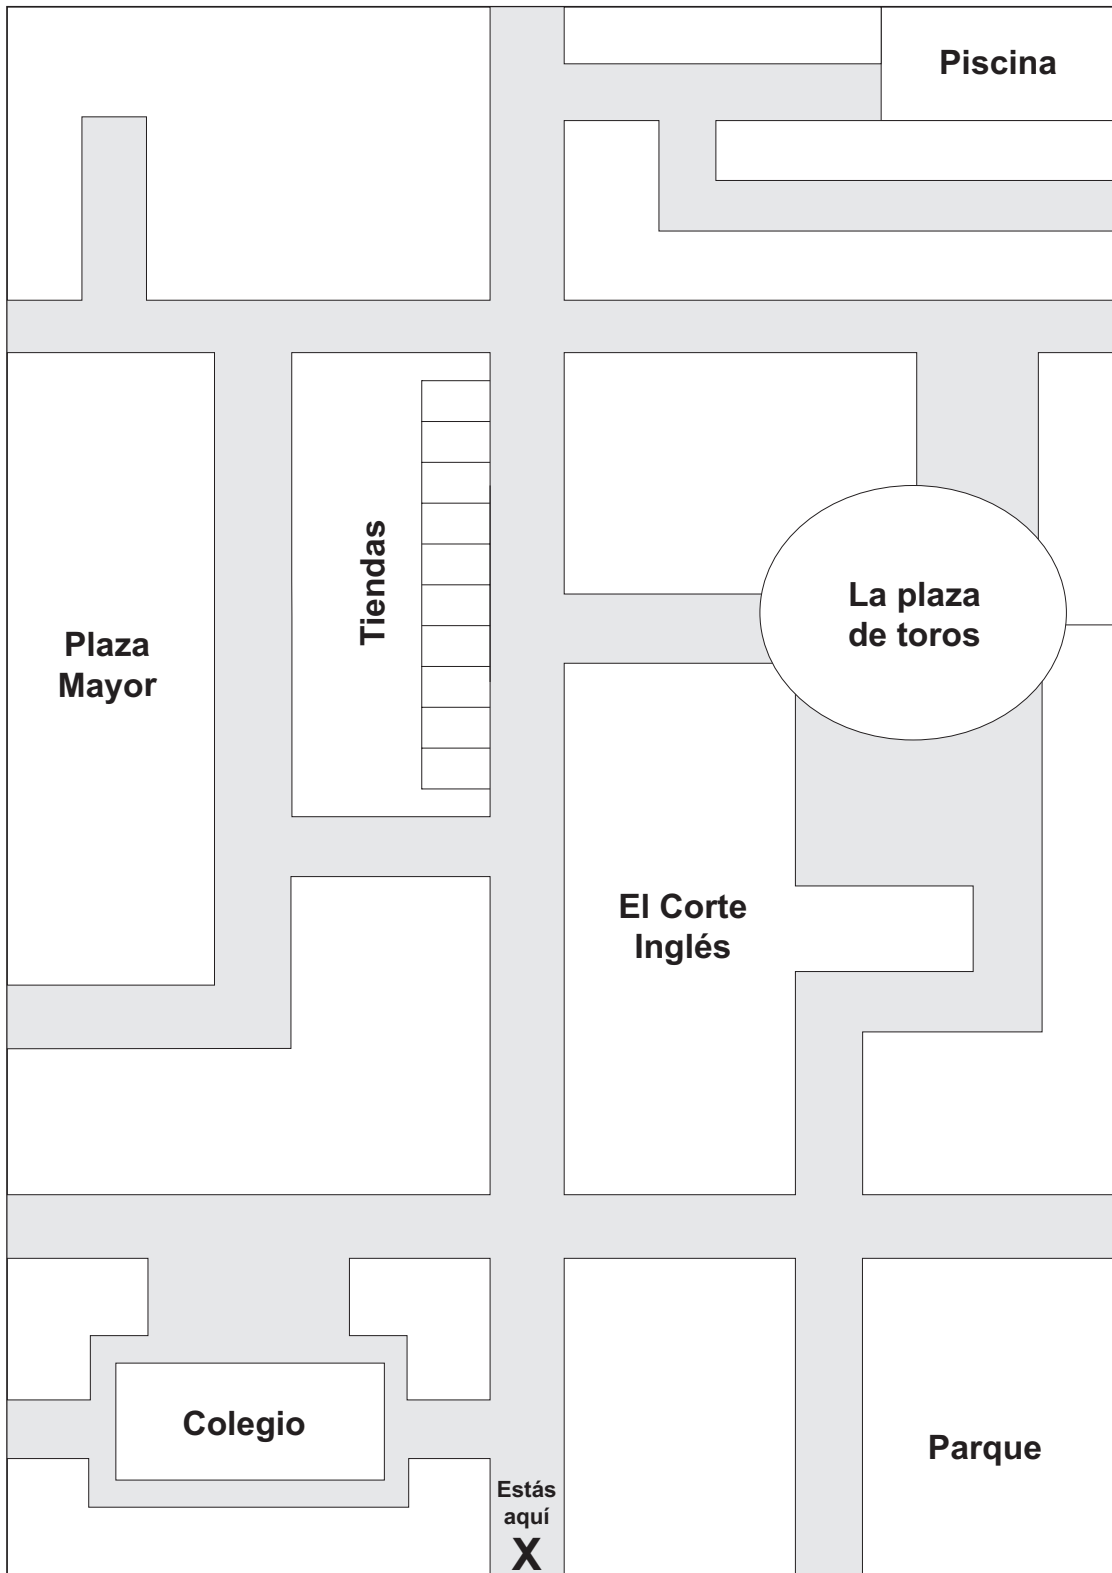 Piscina
Tiendas
La plaza
de toros
Plaza
Mayor
El Corte
Inglés
Colegio
Parque
Estás
aquí
X